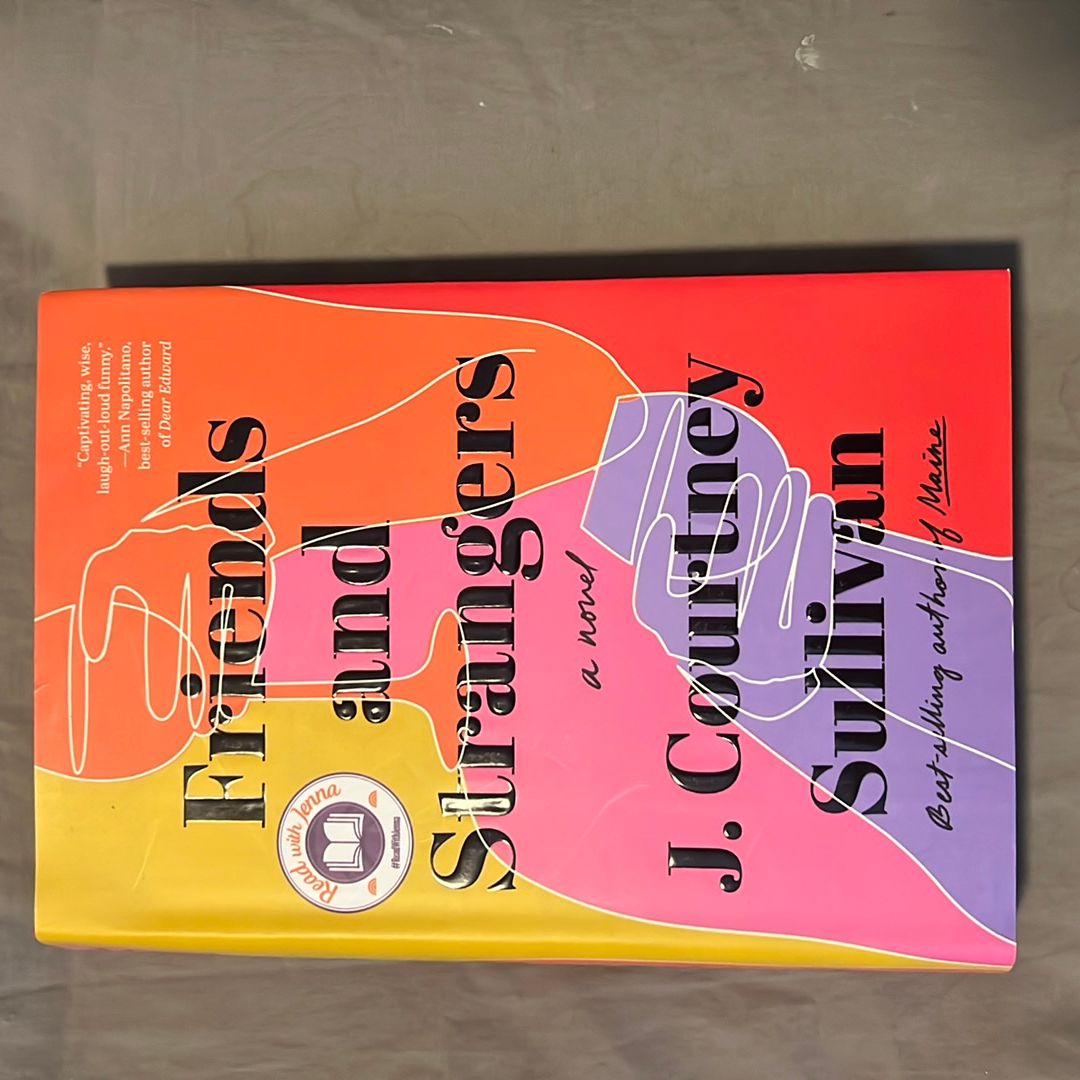 "Captivating, wise,
laugh-out-loud funny,"
—Ann Napolitano,
best-selling author
of Dear Edward
Friends
and
Strangers
Read with Jenna
#ReadWithJenna
a novel
J. Courtney
Sullivan
Best-selling author of Maine